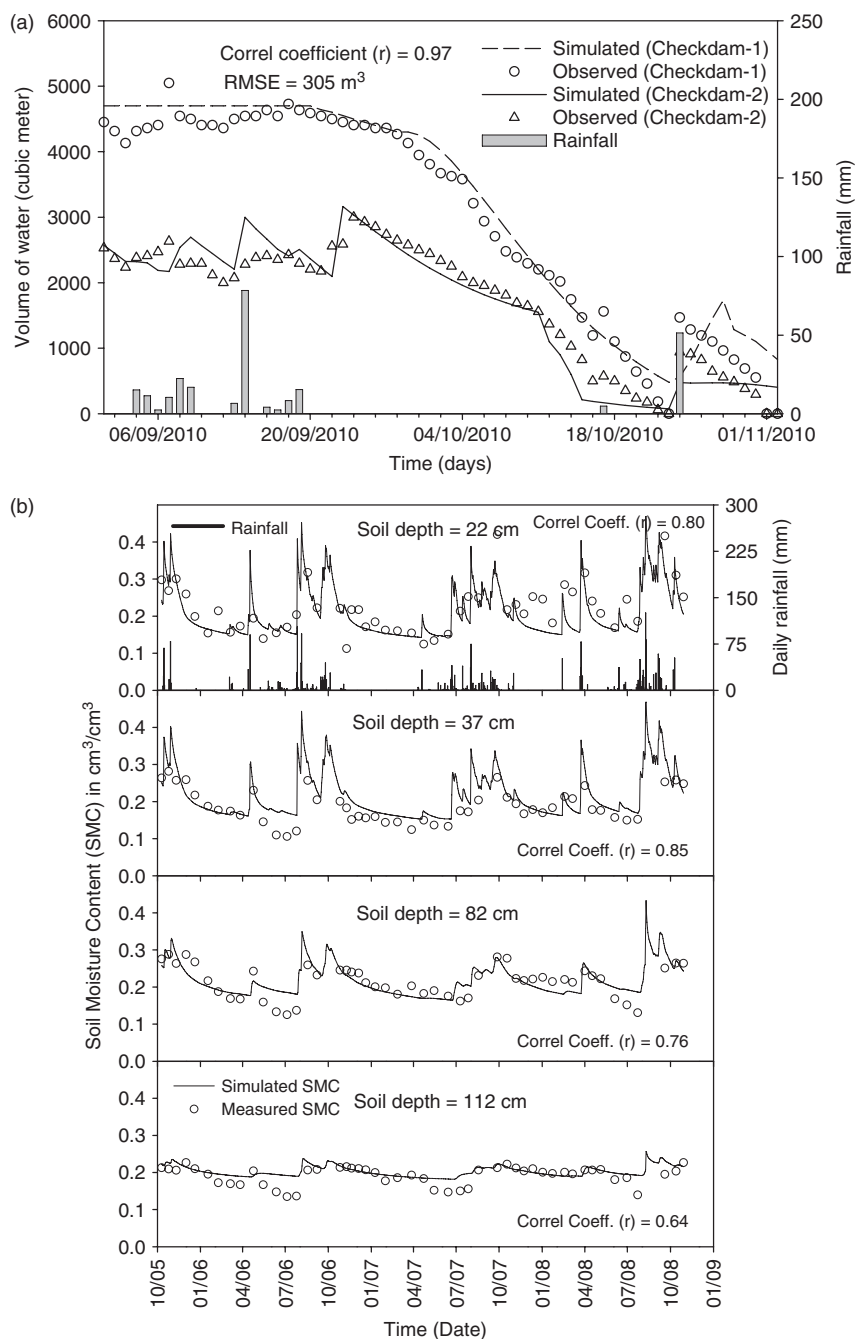 (a)
6000
5000
4000
3000
2000
1000
0
Volume of water (cubic meter)
Correl coefficient (r) = 0.97
RMSE = 305 m³
Simulated (Checkdam-1)
Observed (Checkdam-1)
Simulated (Checkdam-2)
Observed (Checkdam-2)
Rainfall
250
200
150
100
50
0
Rainfall (mm)
06/09/2010 20/09/2010 04/10/2010 18/10/2010 01/11/2010
Time (days)
(b)
Rainfall
Soil depth = 22 cm
Correl Coeff. (r) = 0.80
0.4
0.3
0.2
0.1
0.0
300
225
150
75
0
Daily rainfall (mm)
Soil depth = 37 cm
0.4
0.3
0.2
0.1
0.0
Correl Coeff. (r) = 0.85
Soil Moisture Content (SMC) in cm³/cm³
Soil depth = 82 cm
0.4
0.3
0.2
0.1
0.0
Correl Coeff. (r) = 0.76
Simulated SMC
Measured SMC
Soil depth = 112 cm
0.4
0.3
0.2
0.1
0.0
Correl Coeff. (r) = 0.64
10/05 01/06 04/06 07/06 10/06 01/07 04/07 07/07 10/07 01/08 04/08 07/08 10/08 01/09
Time (Date)